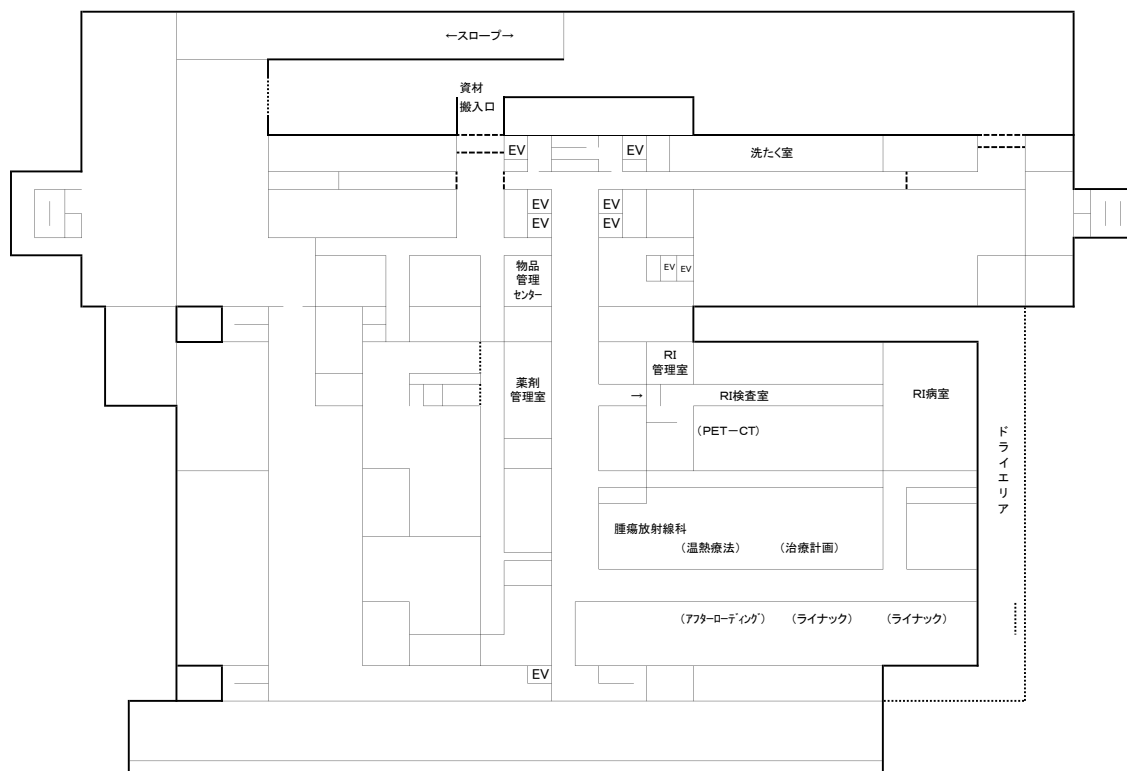 ←スロープ→
資材
搬入口
EV
EV
洗たく室
EV
EV
EV
EV
物品
管理
センター
EV
EV
RI
管理室
薬剤
管理室
→
RI検査室
RI病室
(PET-CT)
ドライエリア
腫瘍放射線科
(温熱療法)
(治療計画)
(アフターローディング)
(ライナック)
(ライナック)
EV